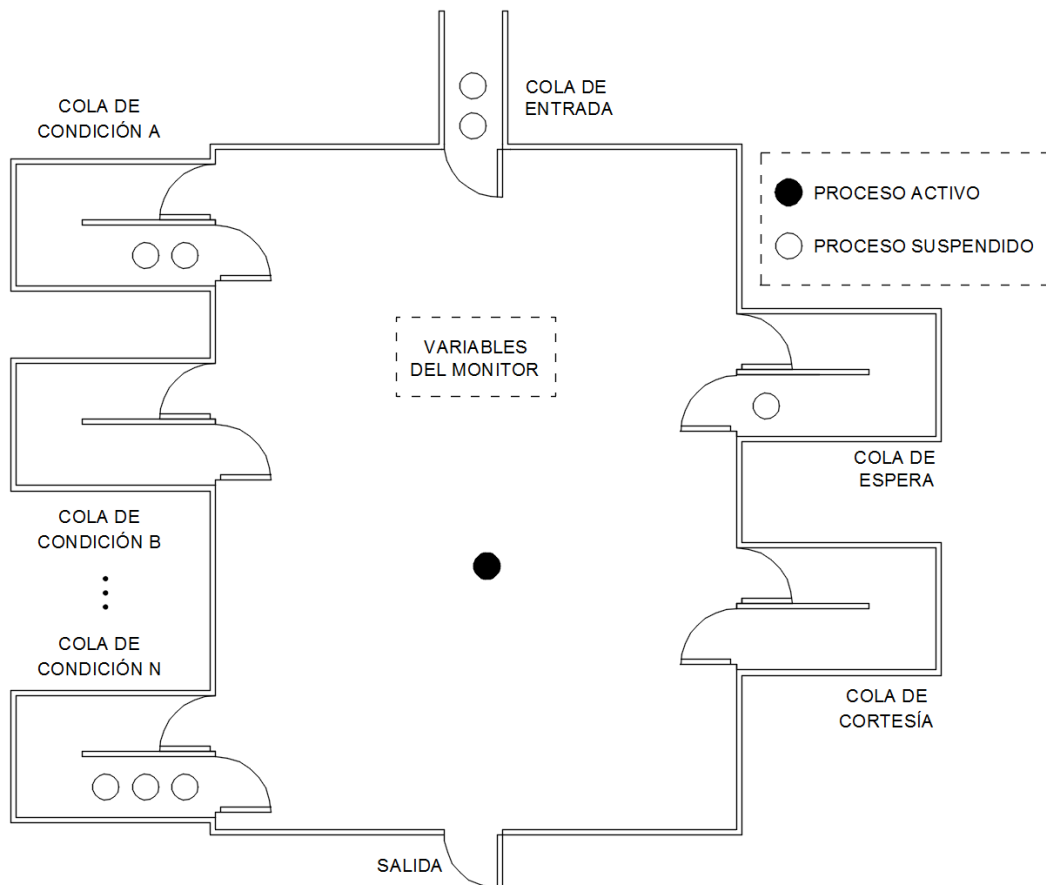 COLA DE
ENTRADA
COLA DE
CONDICIÓN A
PROCESO ACTIVO
PROCESO SUSPENDIDO
VARIABLES
DEL MONITOR
COLA DE
ESPERA
COLA DE
CONDICIÓN B
COLA DE
CONDICIÓN N
COLA DE
CORTESÍA
SALIDA